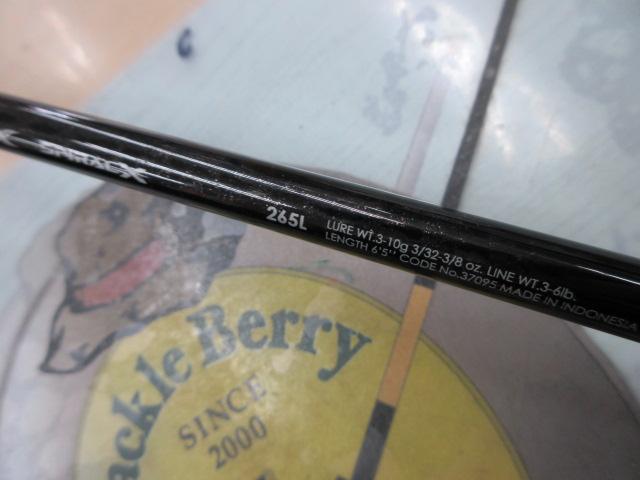 SPIRALX
265L
LURE WT.3-10g 3/32-3/8 oz. LINE WT.3-6lb.
LENGTH 6'5'' CODE No.37095 MADE IN INDONESIA
ackle Berry
SINCE
2000